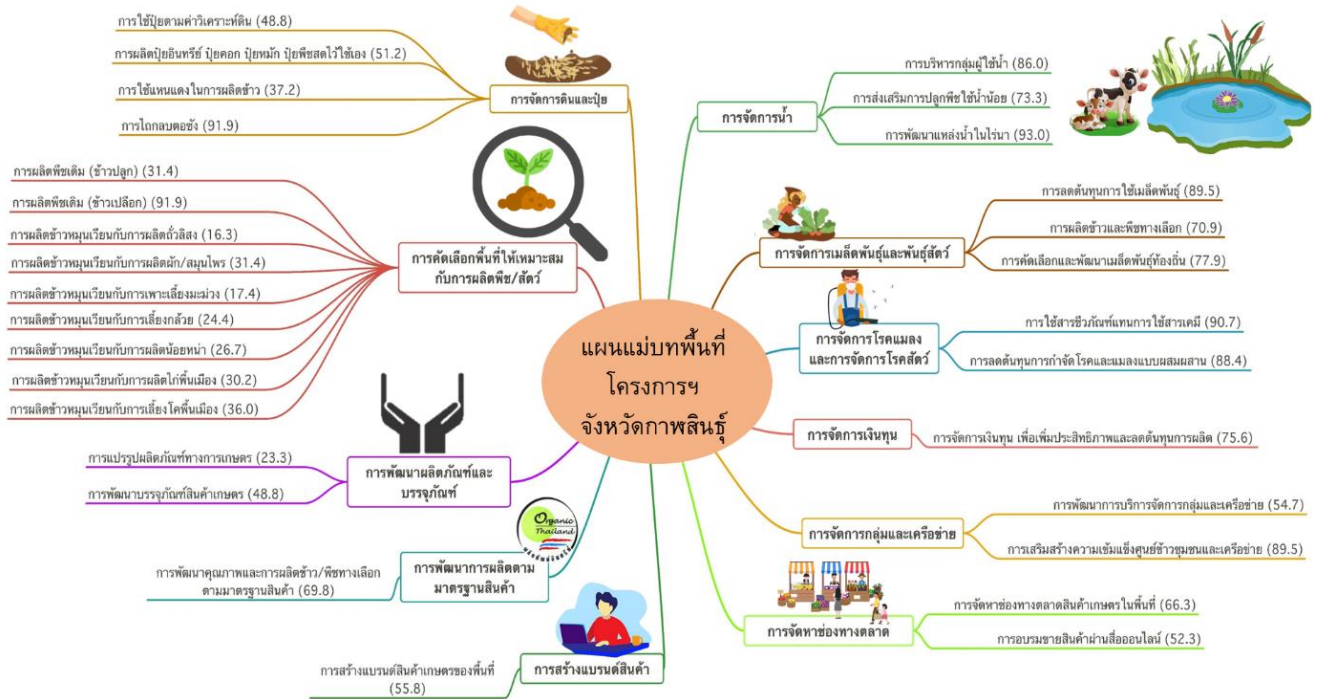 การใช้ปุ๋ยตามค่าวิเคราะห์ดิน (48.8)
การผลิตปุ๋ยอินทรีย์ ปุ๋ยคอก ปุ๋ยหมัก ปุ๋ยพืชสดไว้ใช้เอง (51.2)
การใช้แหนแดงในการผลิตข้าว (37.2)
การไถกลบตอซัง (91.9)
การจัดการดินและปุ๋ย
การผลิตพืชเดิม (ข้าวปลูก) (31.4)
การผลิตพืชเดิม (ข้าวเปลือก) (91.9)
การผลิตข้าวหมุนเวียนกับการผลิตถั่วลิสง (16.3)
การผลิตข้าวหมุนเวียนกับการผลิตผัก/สมุนไพร (31.4)
การผลิตข้าวหมุนเวียนกับการเพาะเลี้ยงมะม่วง (17.4)
การผลิตข้าวหมุนเวียนกับการเลี้ยงกล้วย (24.4)
การผลิตข้าวหมุนเวียนกับการผลิตน้อยหน่า (26.7)
การผลิตข้าวหมุนเวียนกับการผลิตไก่พื้นเมือง (30.2)
การผลิตข้าวหมุนเวียนกับการเลี้ยงโคพื้นเมือง (36.0)
การคัดเลือกพื้นที่ให้เหมาะสม
กับการผลิตพืช/สัตว์
การแปรรูปผลิตภัณฑ์ทางการเกษตร (23.3)
การพัฒนาบรรจุภัณฑ์สินค้าเกษตร (48.8)
การพัฒนาผลิตภัณฑ์และ
บรรจุภัณฑ์
Organic
Thailand
การพัฒนาคุณภาพและการผลิตข้าว/พืชทางเลือก
ตามมาตรฐานสินค้า (69.8)
การพัฒนาการผลิตตาม
มาตรฐานสินค้า
การสร้างแบรนด์สินค้าเกษตรของพื้นที่
(55.8)
การสร้างแบรนด์สินค้า
แผนแม่บทพื้นที่
โครงการฯ
จังหวัดกาฬสินธุ์
การจัดการน้ำ
การบริหารกลุ่มผู้ใช้น้ำ (86.0)
การส่งเสริมการปลูกพืชใช้น้ำน้อย (73.3)
การพัฒนาแหล่งน้ำในไร่นา (93.0)
การจัดการเมล็ดพันธุ์และพันธุ์สัตว์
การลดต้นทุนการใช้เมล็ดพันธุ์ (89.5)
การผลิตข้าวและพืชทางเลือก (70.9)
การคัดเลือกและพัฒนาเมล็ดพันธุ์ท้องถิ่น (77.9)
การจัดการโรคแมลง
และการจัดการโรคสัตว์
การใช้สารชีวภัณฑ์แทนการใช้สารเคมี (90.7)
การลดต้นทุนการกำจัดโรคและแมลงแบบผสมผสาน (88.4)
การจัดการเงินทุน
การจัดการเงินทุน เพื่อเพิ่มประสิทธิภาพและลดต้นทุนการผลิต (75.6)
การจัดการกลุ่มและเครือข่าย
การพัฒนาการบริการจัดการกลุ่มและเครือข่าย (54.7)
การเสริมสร้างความเข้มแข็งศูนย์ข้าวชุมชนและเครือข่าย (89.5)
การจัดหาช่องทางตลาด
การจัดหาช่องทางตลาดสินค้าเกษตรในพื้นที่ (66.3)
การอบรมขายสินค้าผ่านสื่อออนไลน์ (52.3)